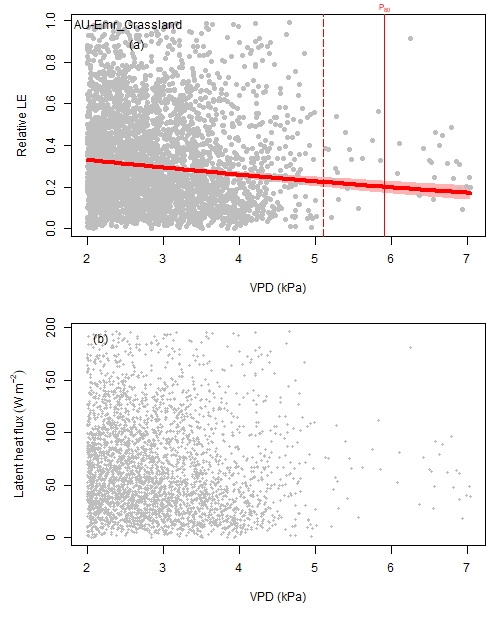 P80
AU-Emr_Grassland
(a)
1.0
0.8
0.6
0.4
0.2
0.0
Relative LE
2 3 4 5 6 7
VPD (kPa)
(b)
200
150
100
50
0
Latent heat flux (W m⁻²)
2 3 4 5 6 7
VPD (kPa)